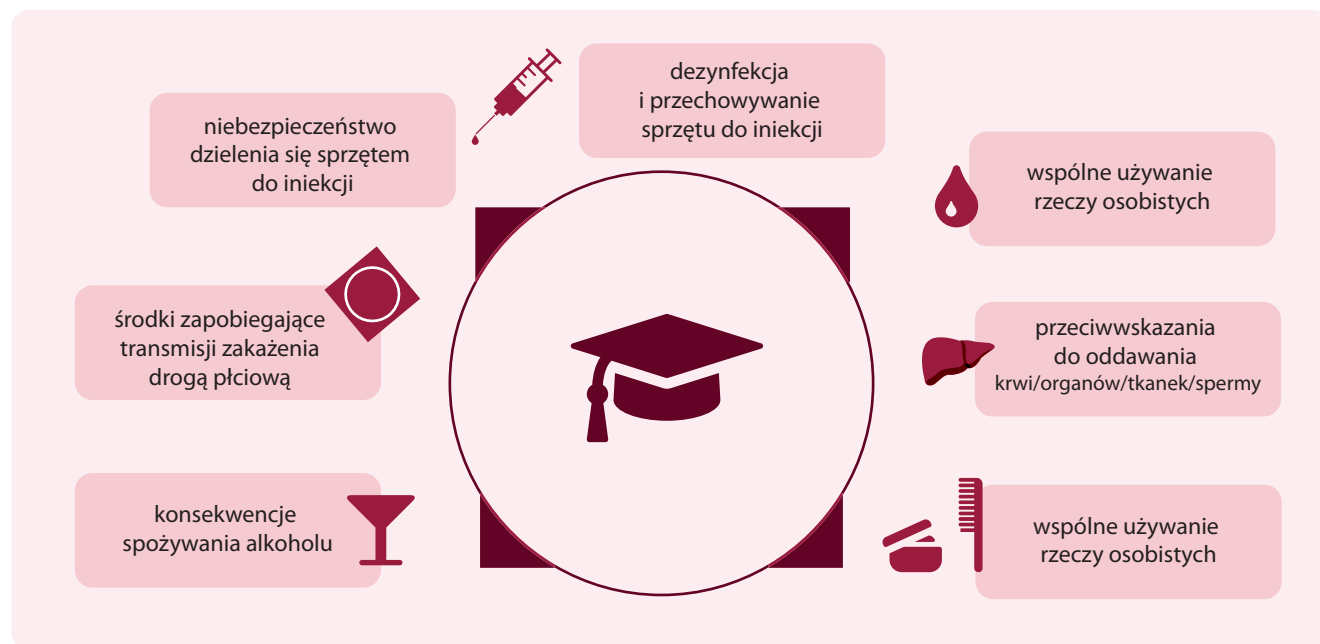 niebezpieczeństwo
dzielenia się sprzętem
do iniekcji
dezynfekcja
i przechowywanie
sprzętu do iniekcji
wspólne używanie
rzeczy osobistych
środki zapobiegające
transmisji zakażenia
drogą płciową
przeciwwskazania
do oddawania
krwi/organów/tkanek/spermy
konsekwencje
spożywania alkoholu
wspólne używanie
rzeczy osobistych